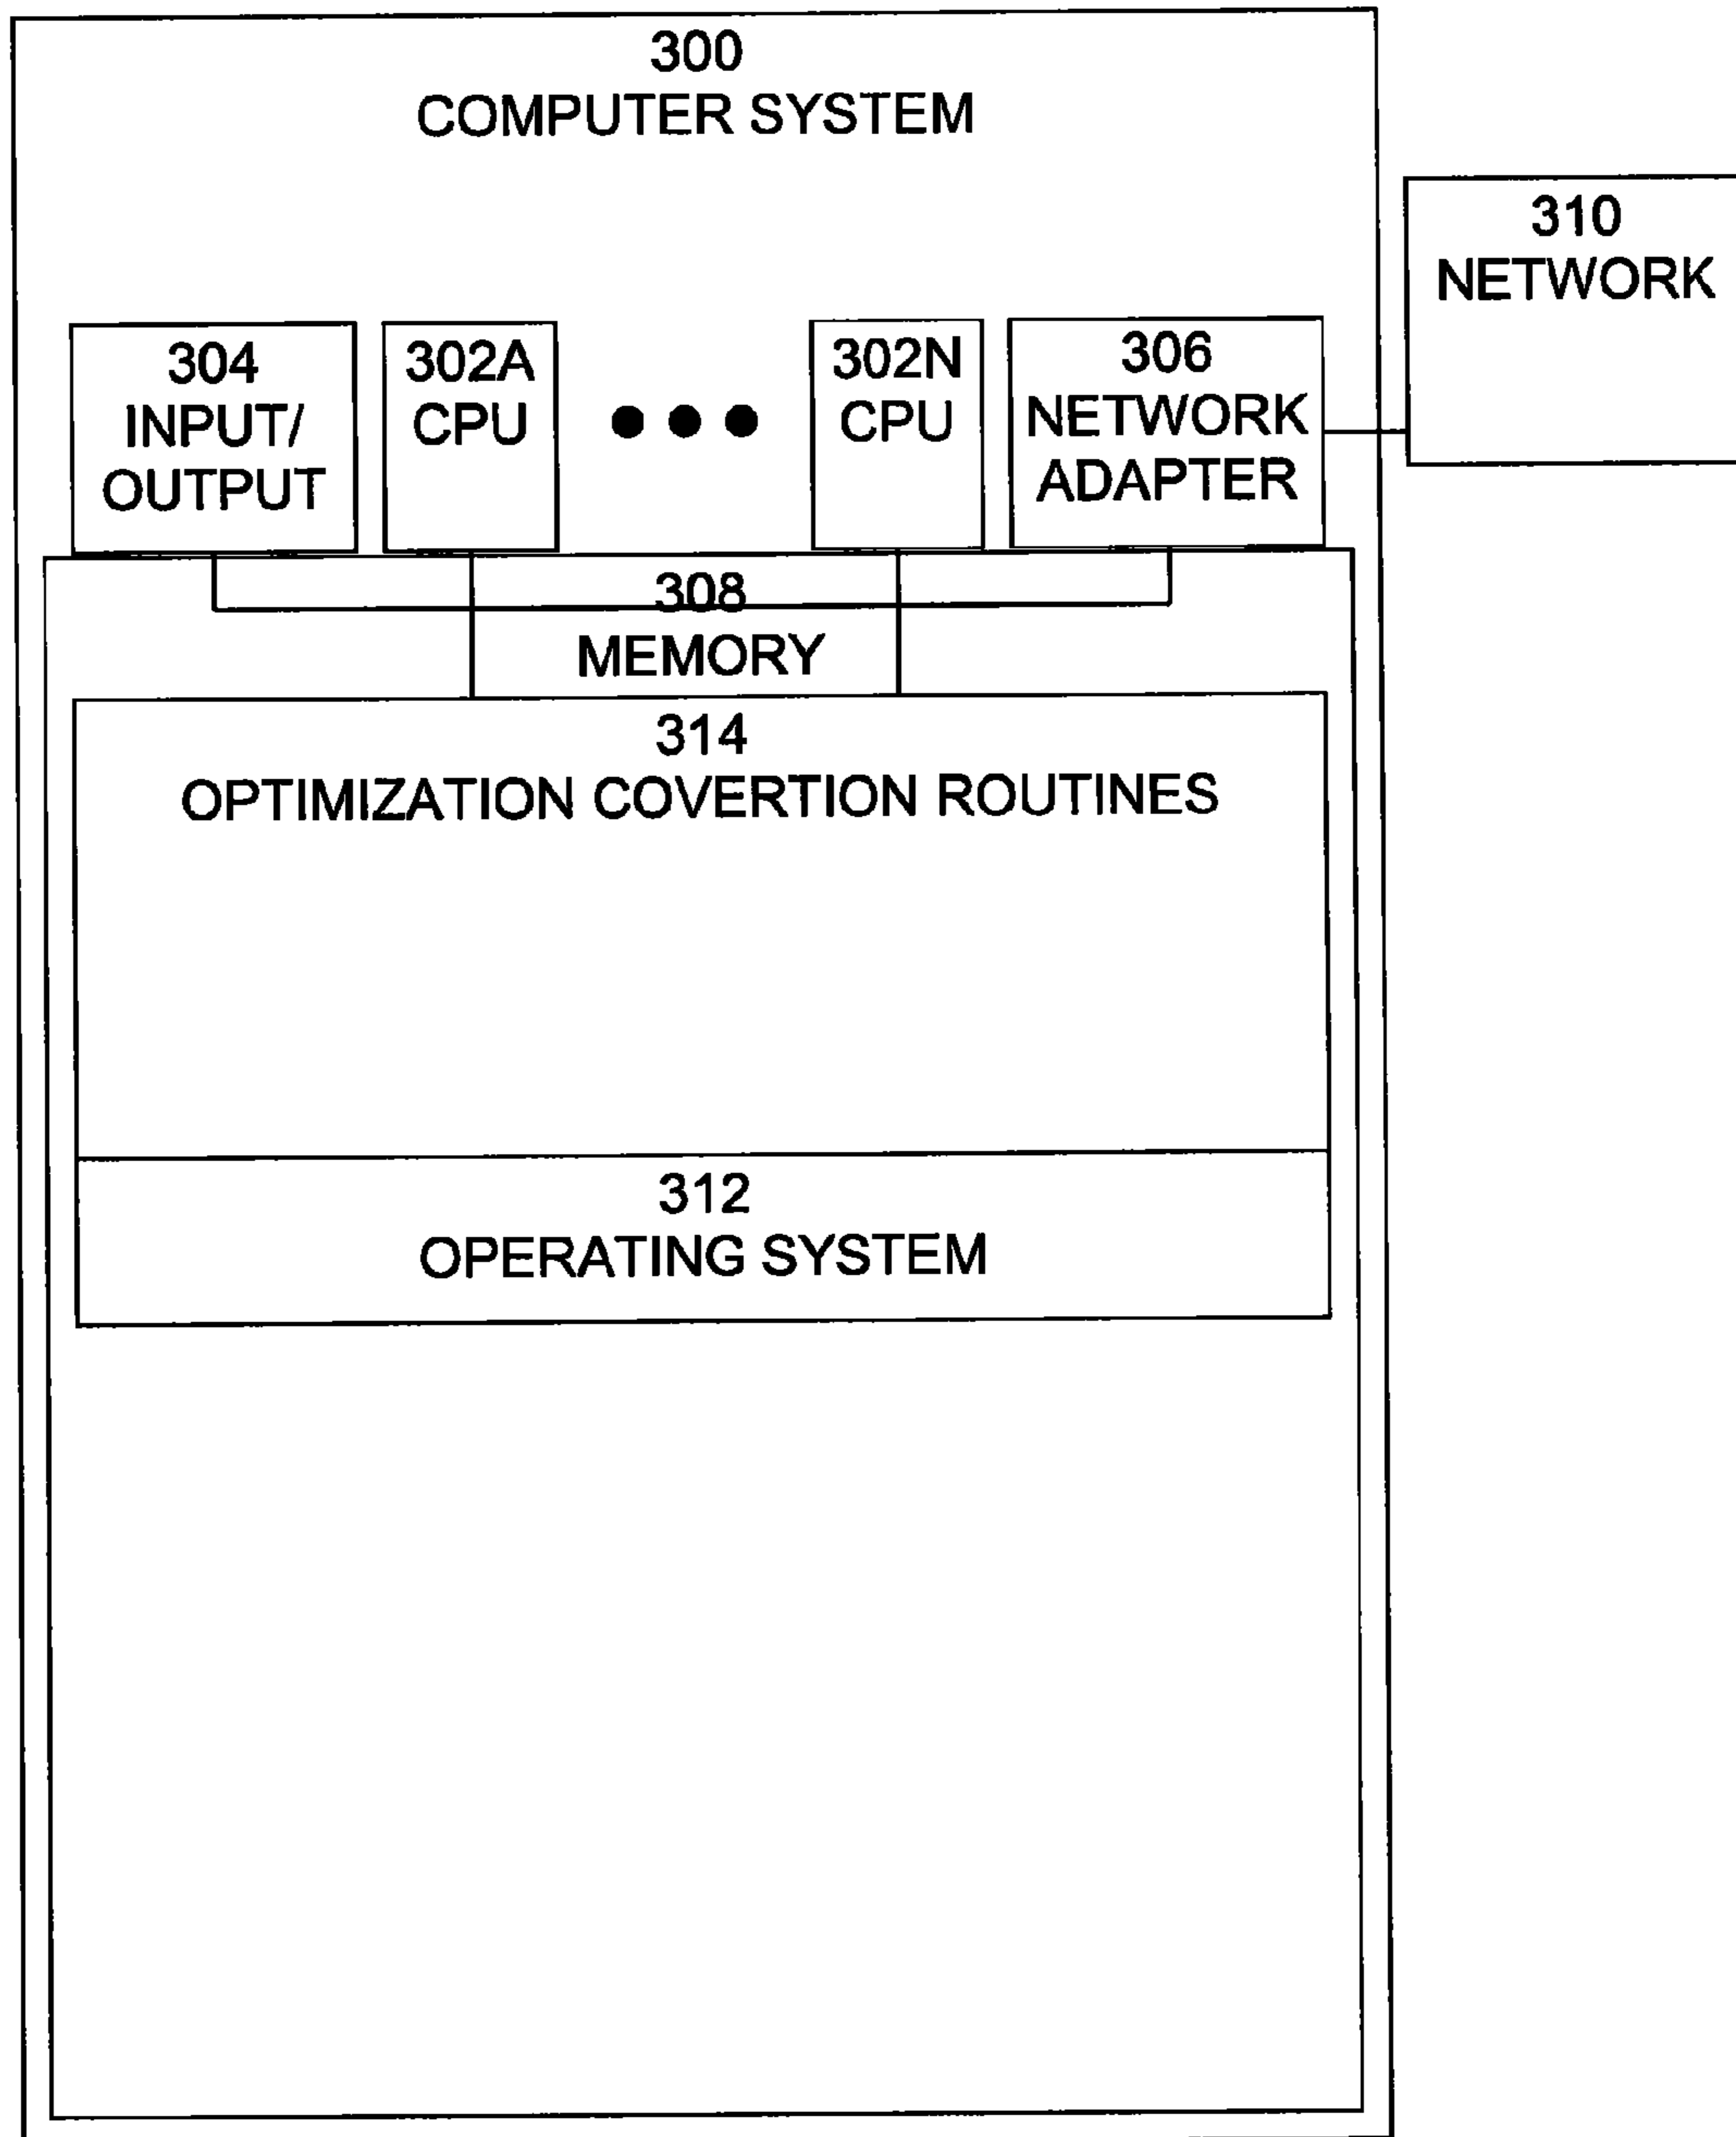 300
COMPUTER SYSTEM
310
NETWORK
304
INPUT/
OUTPUT
302A
CPU
302N
CPU
306
NETWORK
ADAPTER
308
MEMORY
314
OPTIMIZATION COVERTION ROUTINES
312
OPERATING SYSTEM